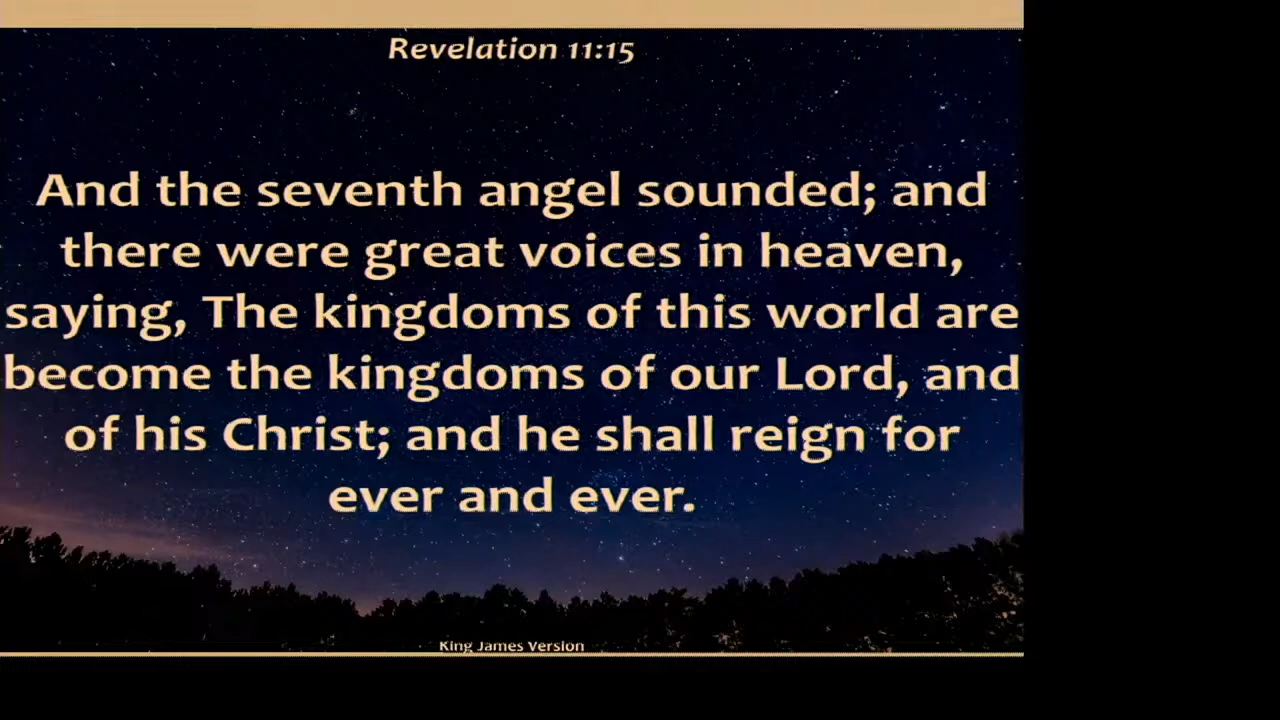 Revelation 11:15
And the seventh angel sounded; and
there were great voices in heaven,
saying, The kingdoms of this world are
become the kingdoms of our Lord, and
of his Christ; and he shall reign for
ever and ever.
King James Version